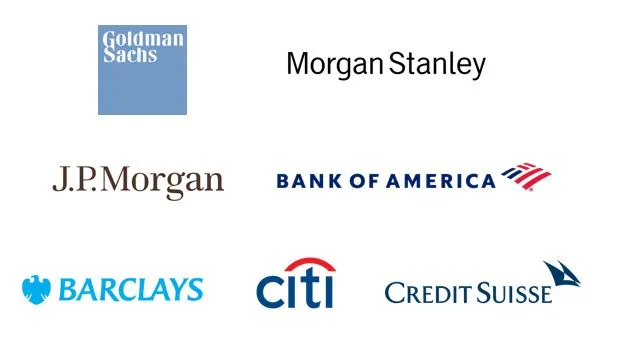 Goldman
Sachs
Morgan Stanley
J.P.Morgan
BANK OF AMERICA
BARCLAYS
citi
CREDIT SUISSE